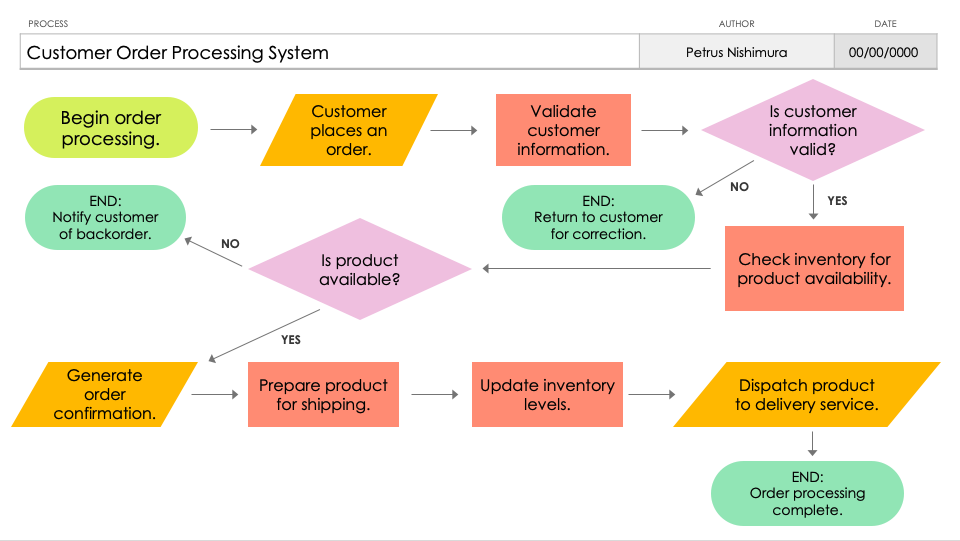 PROCESS
AUTHOR
DATE
Customer Order Processing System
Petrus Nishimura
00/00/0000
Begin order
processing.
Customer
places an
order.
Validate
customer
information.
Is customer
information
valid?
NO
YES
END:
Return to customer
for correction.
Check inventory for
product availability.
Is product
available?
NO
END:
Notify customer
of backorder.
YES
Generate
order
confirmation.
Prepare product
for shipping.
Update inventory
levels.
Dispatch product
to delivery service.
END:
Order processing
complete.